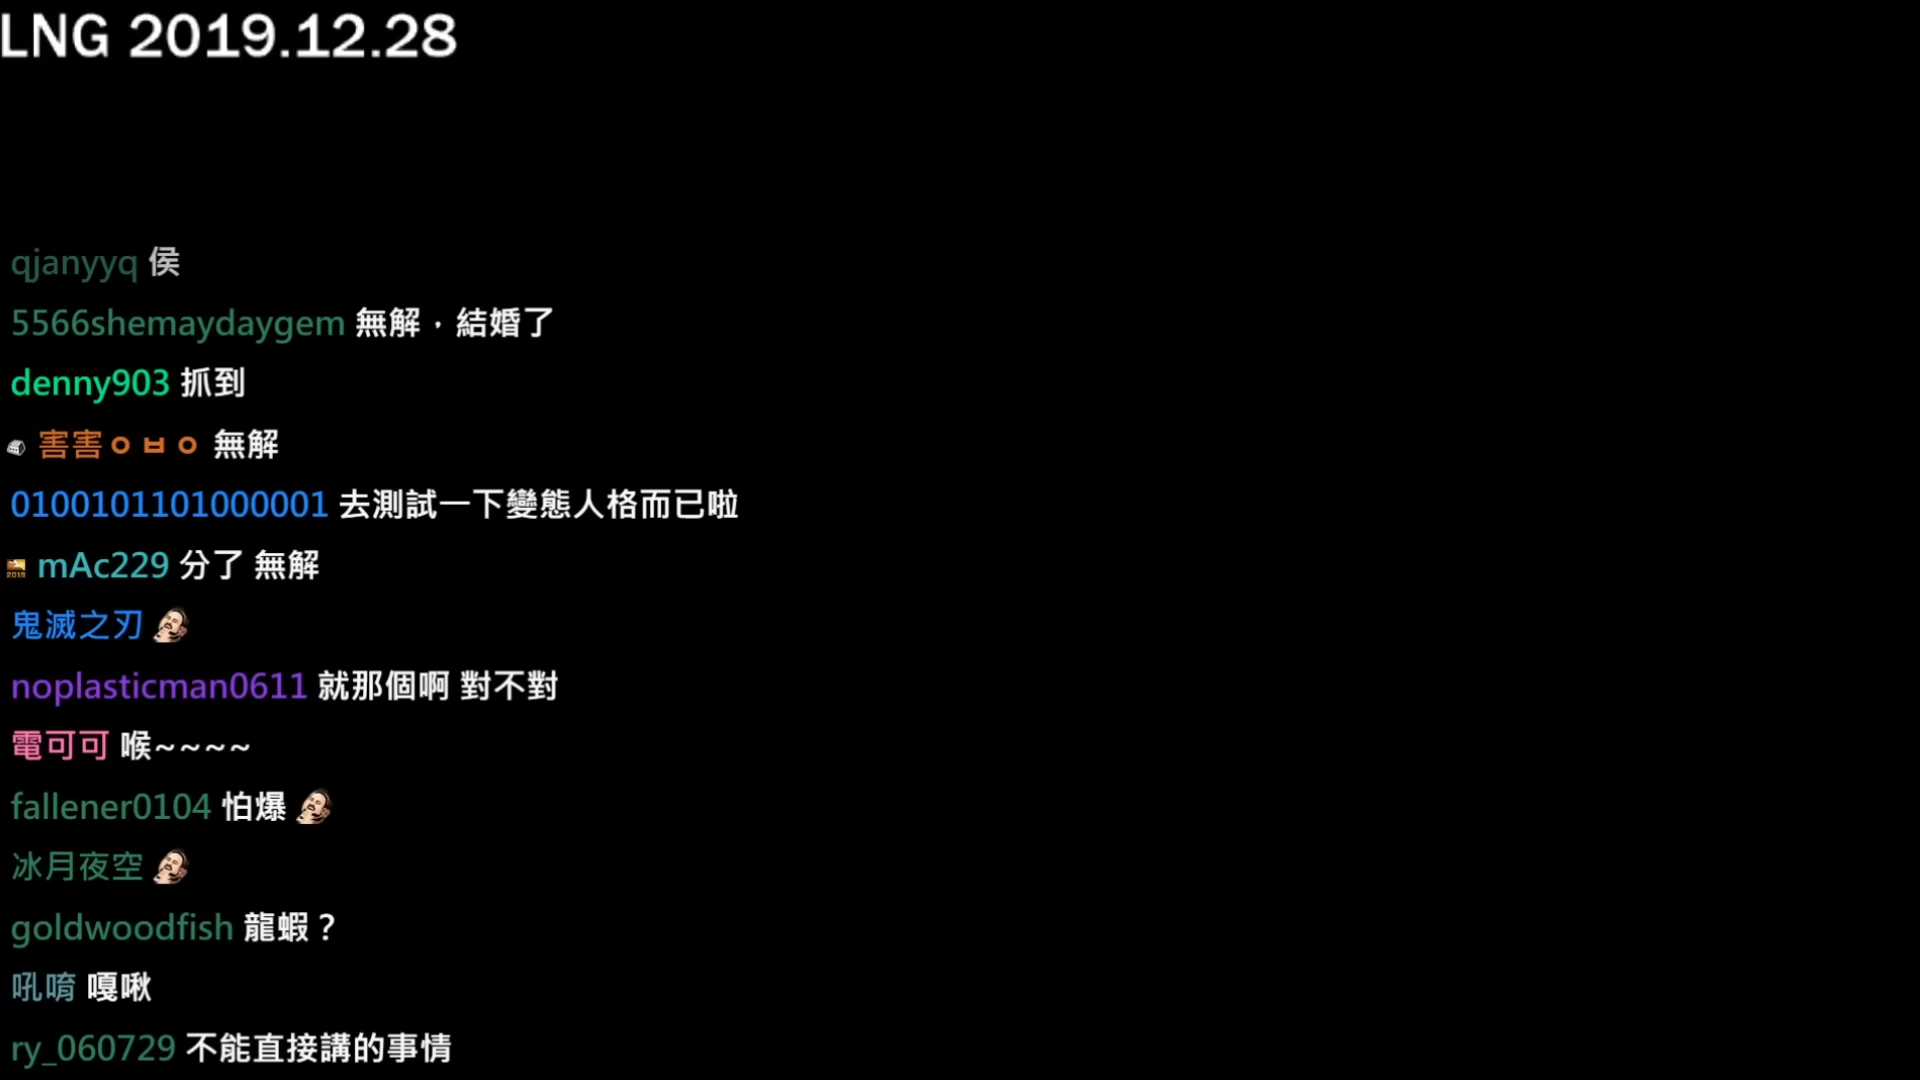 LNG 2019.12.28
qjanyyq 侯
5566shemaydaygem 無解，結婚了
denny903 抓到
害害ㅇㅂㅇ 無解
0100101101000001 去測試一下變態人格而已啦
mAc229 分了 無解
鬼滅之刃
noplasticman0611 就那個啊 對不對
電可可 喉~~~~
fallener0104 怕爆
冰月夜空
goldwoodfish 龍蝦？
吼唷 嘎啾
ry_060729 不能直接講的事情